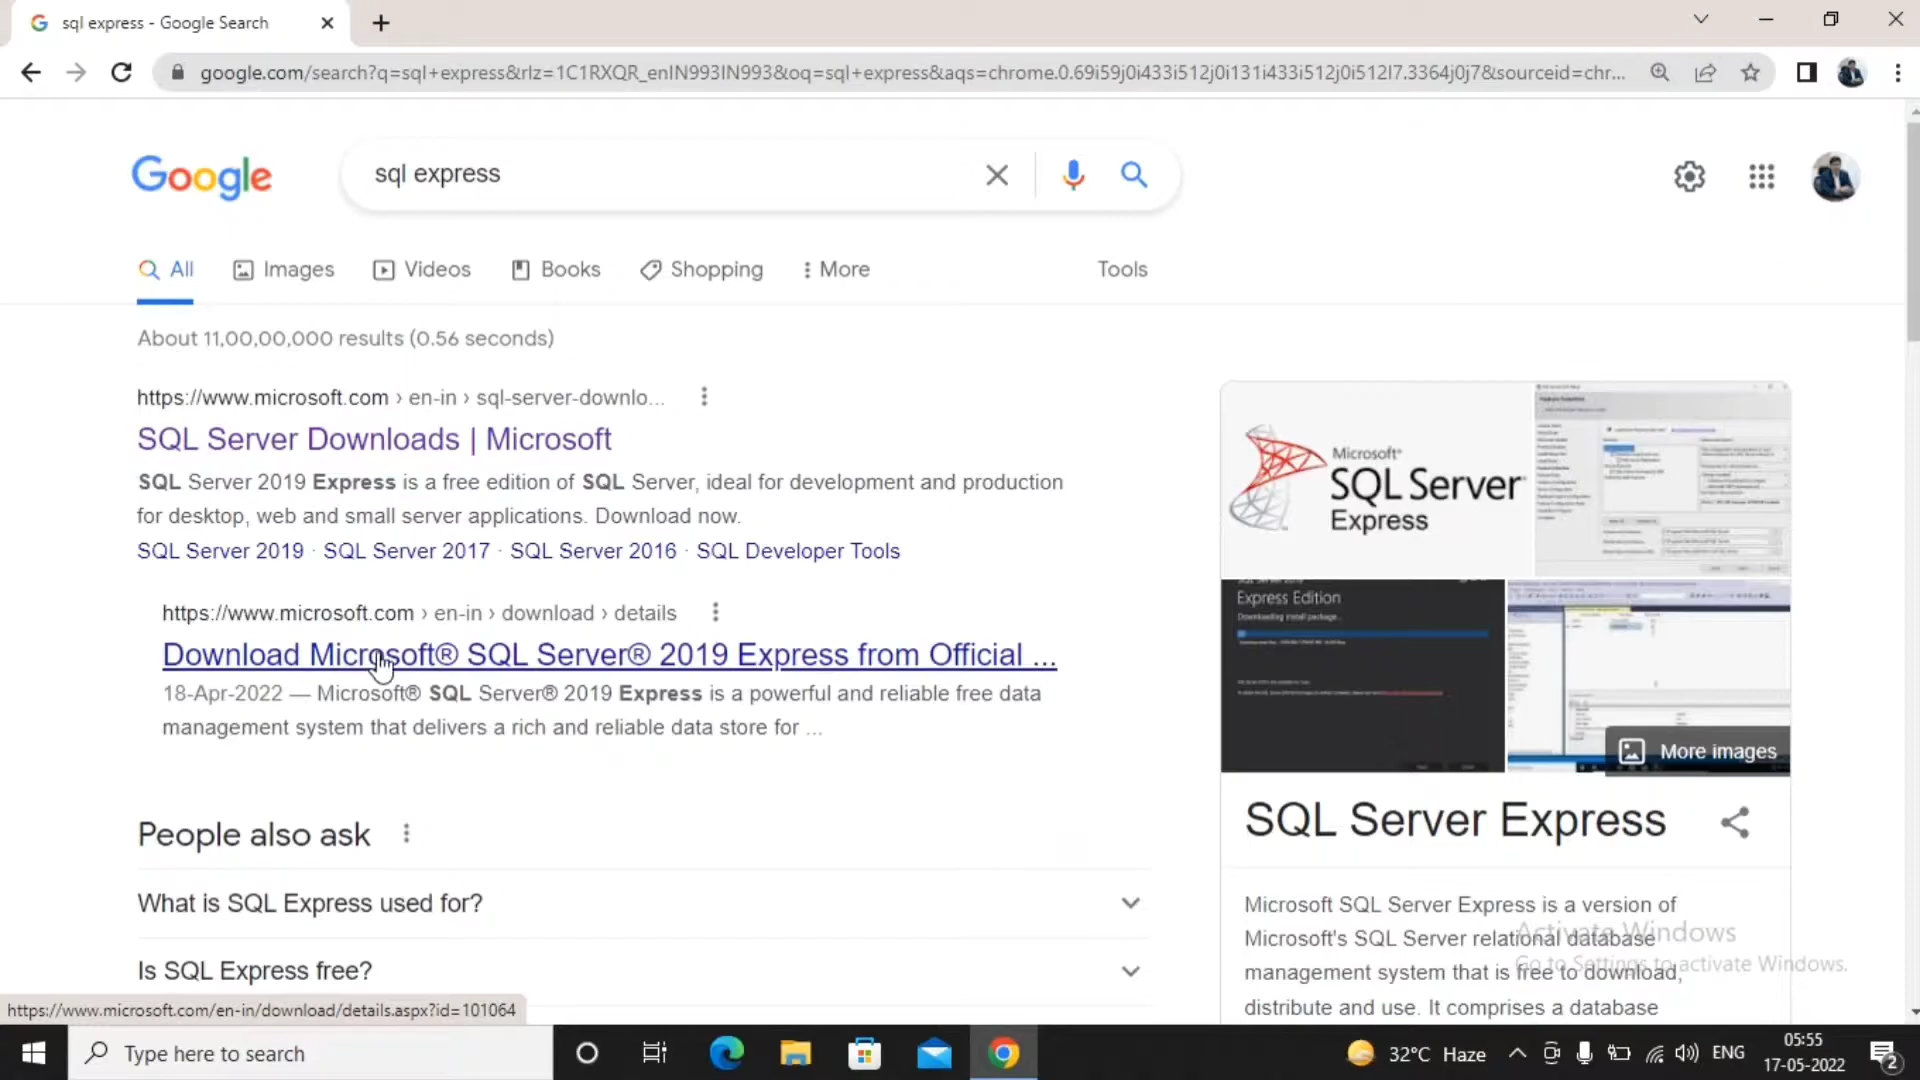 sql express - Google Search
google.com/search?q=sql+express&rlz=1C1RXQR_enIN993IN993&oq=sql+express&aqs=chrome.0.69i59j0i433i512j0i131i433i512j0i512l7.3364j0j7&sourceid=chr...
Google
sql express
All
Images
Videos
Books
Shopping
More
Tools
About 11,00,00,000 results (0.56 seconds)
https://www.microsoft.com › en-in › sql-server-downlo...
SQL Server Downloads | Microsoft
SQL Server 2019 Express is a free edition of SQL Server, ideal for development and production
for desktop, web and small server applications. Download now.
SQL Server 2019 · SQL Server 2017 · SQL Server 2016 · SQL Developer Tools
https://www.microsoft.com › en-in › download › details
Download Microsoft® SQL Server® 2019 Express from Official ...
18-Apr-2022 — Microsoft® SQL Server® 2019 Express is a powerful and reliable free data
management system that delivers a rich and reliable data store for ...
People also ask
What is SQL Express used for?
Is SQL Express free?
https://www.microsoft.com/en-in/download/details.aspx?id=101064
Microsoft®
SQL Server
Express
Express Edition
Downloading install package...
More images
SQL Server Express
Microsoft SQL Server Express is a version of
Microsoft's SQL Server relational database
management system that is free to download,
distribute and use. It comprises a database
Activate Windows
Go to Settings to activate Windows.
Type here to search
32°C Haze
ENG
05:55
17-05-2022
2